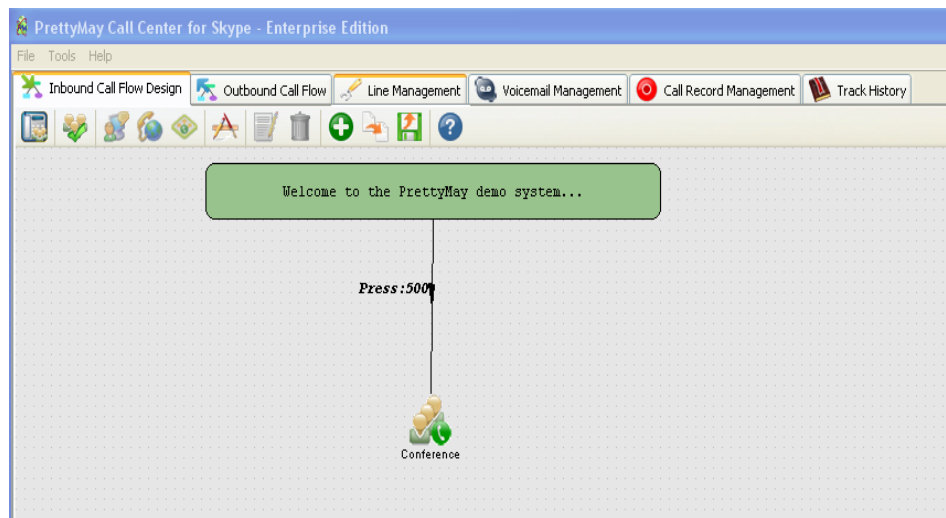 PrettyMay Call Center for Skype - Enterprise Edition
File Tools Help
Inbound Call Flow Design Outbound Call Flow Line Management Voicemail Management Call Record Management Track History
Welcome to the PrettyMay demo system...
Press:500
Conference